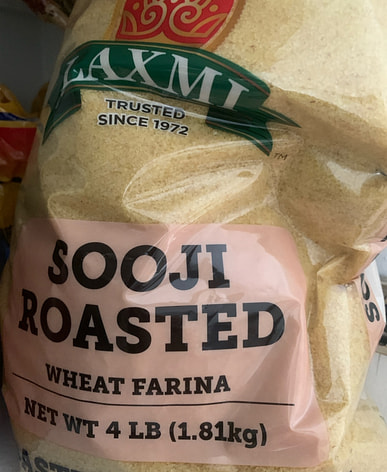 LAXMI
TRUSTED
SINCE 1972
TM
SOOJI
ROASTED
WHEAT FARINA
NET WT 4 LB (1.81kg)